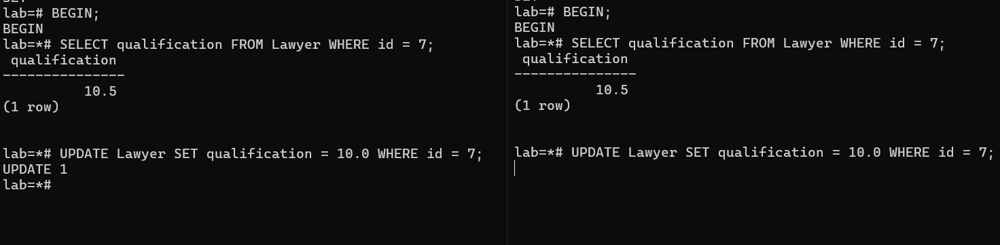 lab=# BEGIN;
BEGIN
lab=*# SELECT qualification FROM Lawyer WHERE id = 7;
 qualification
---------------
          10.5
(1 row)
lab=*# UPDATE Lawyer SET qualification = 10.0 WHERE id = 7;
UPDATE 1
lab=*#
lab=# BEGIN;
BEGIN
lab=*# SELECT qualification FROM Lawyer WHERE id = 7;
 qualification
---------------
          10.5
(1 row)
lab=*# UPDATE Lawyer SET qualification = 10.0 WHERE id = 7;